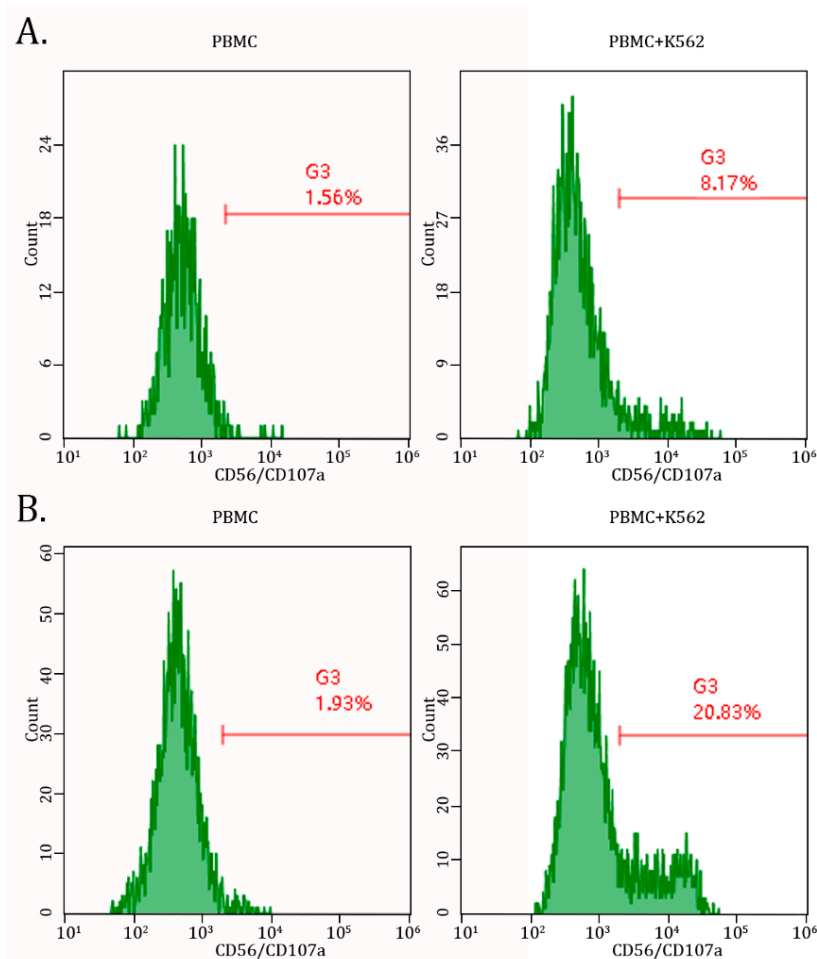 A.
PBMC
PBMC+K562
G3
1.56%
24
18
12
6
0
Count
10¹ 10² 10³ 10⁴ 10⁵ 10⁶
CD56/CD107a
G3
8.17%
36
27
18
9
0
Count
10¹ 10² 10³ 10⁴ 10⁵ 10⁶
CD56/CD107a
B.
PBMC
PBMC+K562
G3
1.93%
60
50
40
30
20
10
0
Count
10¹ 10² 10³ 10⁴ 10⁵ 10⁶
CD56/CD107a
G3
20.83%
60
50
40
30
20
10
0
Count
10¹ 10² 10³ 10⁴ 10⁵ 10⁶
CD56/CD107a